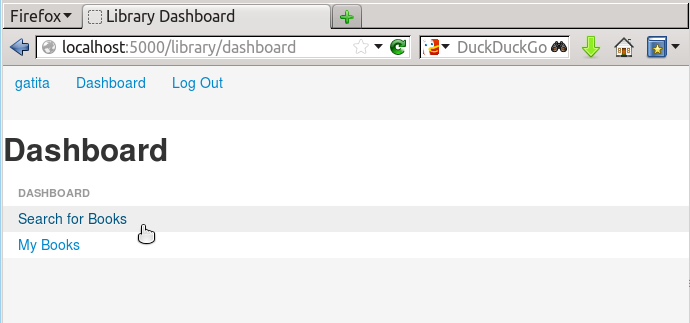 Firefox
Library Dashboard
localhost:5000/library/dashboard
DuckDuckGo
gatita Dashboard Log Out
Dashboard
DASHBOARD
Search for Books
My Books